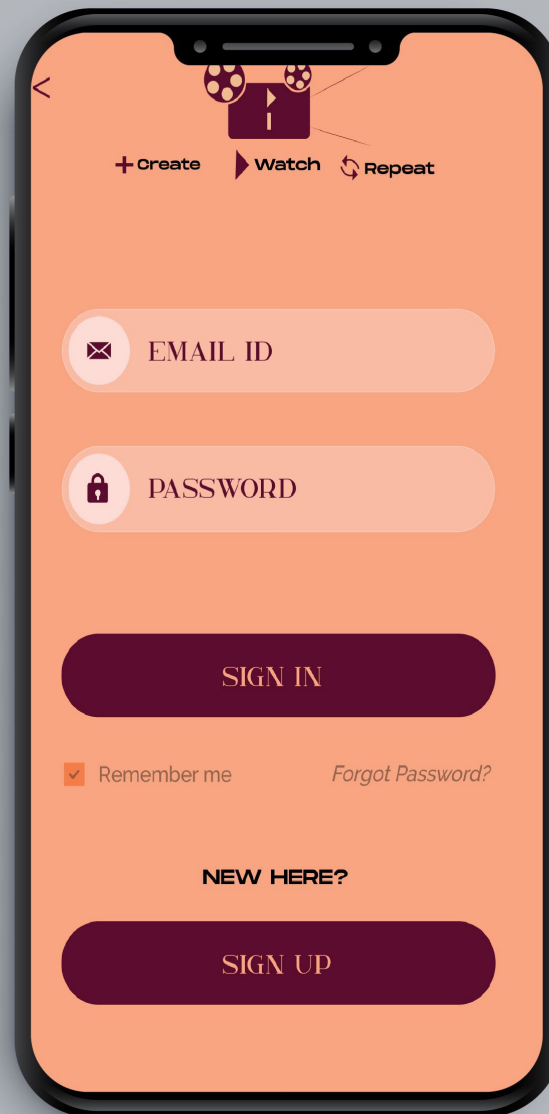 <
Create Watch Repeat
EMAIL ID
PASSWORD
SIGN IN
Remember me Forgot Password?
NEW HERE?
SIGN UP